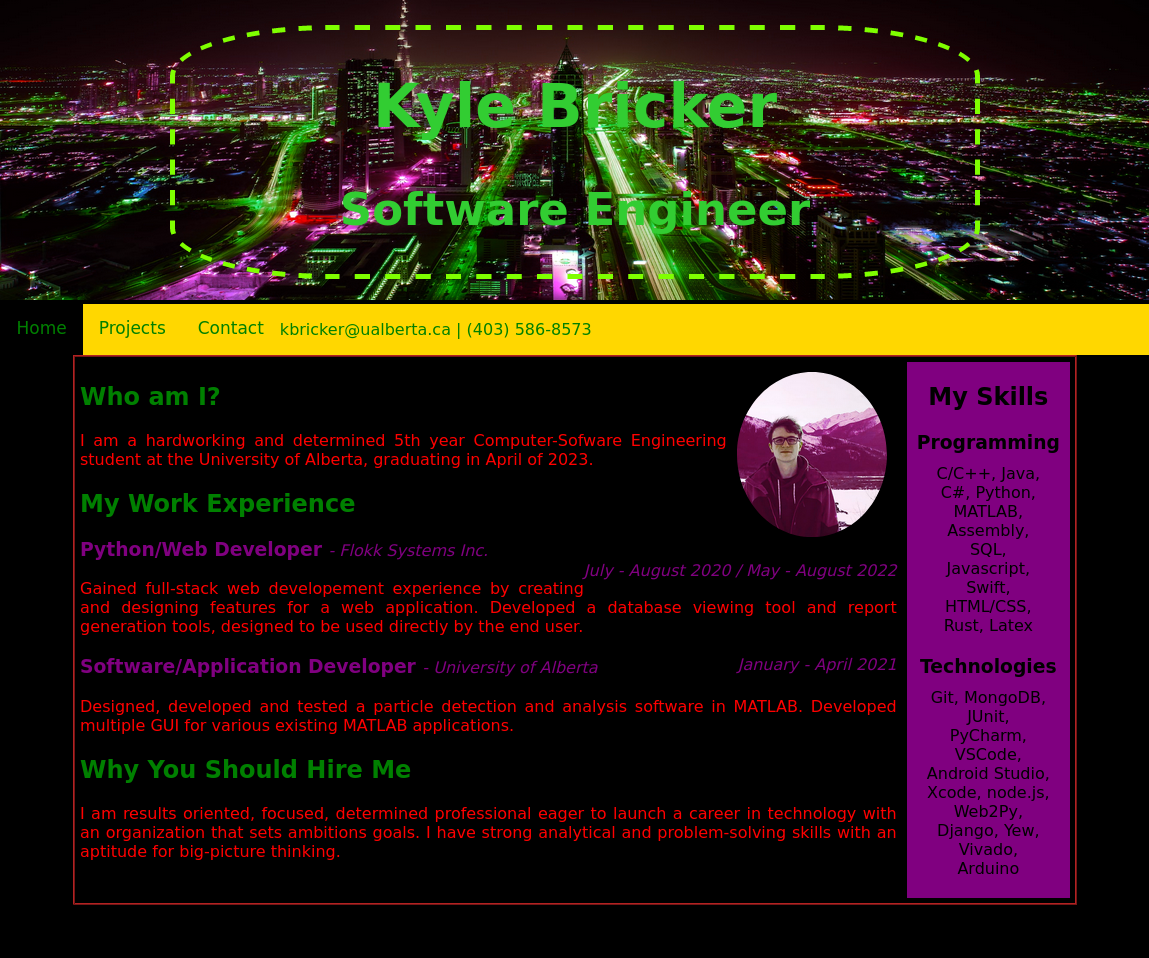 Kyle Bricker
Software Engineer
Home Projects Contact kbricker@ualberta.ca | (403) 586-8573
Who am I?
I am a hardworking and determined 5th year Computer-Sofware Engineering
student at the University of Alberta, graduating in April of 2023.
My Work Experience
Python/Web Developer - Flokk Systems Inc.
July - August 2020 / May - August 2022
Gained full-stack web developement experience by creating
and designing features for a web application. Developed a database viewing tool and report
generation tools, designed to be used directly by the end user.
Software/Application Developer - University of Alberta January - April 2021
Designed, developed and tested a particle detection and analysis software in MATLAB. Developed
multiple GUI for various existing MATLAB applications.
Why You Should Hire Me
I am results oriented, focused, determined professional eager to launch a career in technology with
an organization that sets ambitions goals. I have strong analytical and problem-solving skills with an
aptitude for big-picture thinking.
My Skills
Programming
C/C++, Java,
C#, Python,
MATLAB,
Assembly,
SQL,
Javascript,
Swift,
HTML/CSS,
Rust, Latex
Technologies
Git, MongoDB,
JUnit,
PyCharm,
VSCode,
Android Studio,
Xcode, node.js,
Web2Py,
Django, Yew,
Vivado,
Arduino